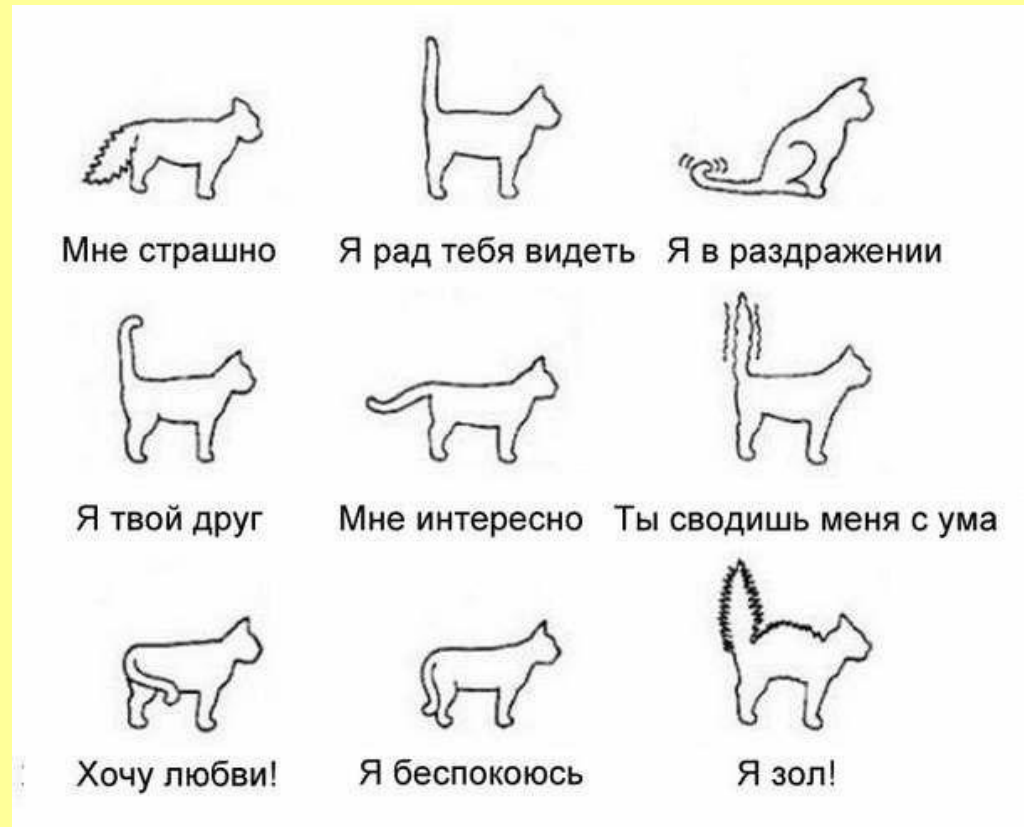 Мне страшно
Я рад тебя видеть
Я в раздражении
Я твой друг
Мне интересно
Ты сводишь меня с ума
Хочу любви!
Я беспокоюсь
Я зол!